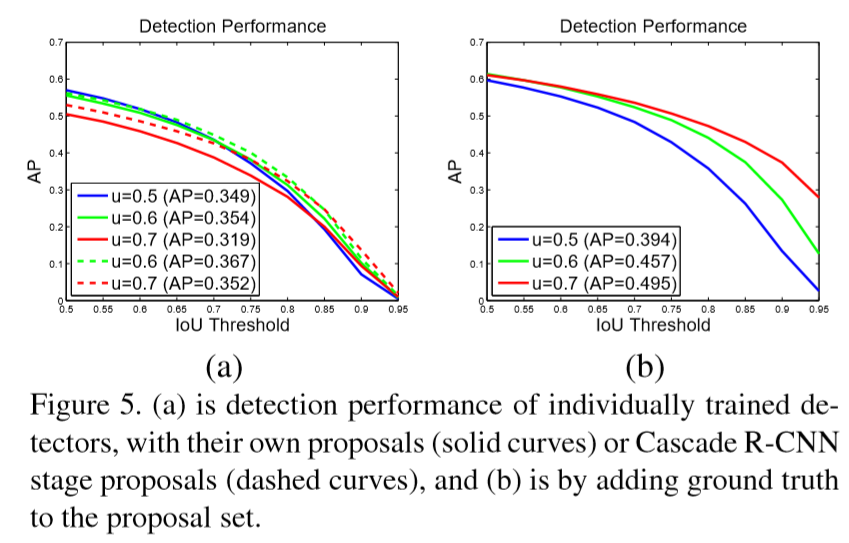 Detection Performance
0.7
0.6
0.5
0.4
0.3
0.2
0.1
0
AP
u=0.5 (AP=0.349)
u=0.6 (AP=0.354)
u=0.7 (AP=0.319)
u=0.6 (AP=0.367)
u=0.7 (AP=0.352)
0.5 0.55 0.6 0.65 0.7 0.75 0.8 0.85 0.9 0.95
IoU Threshold
(a)
Detection Performance
0.7
0.6
0.5
0.4
0.3
0.2
0.1
0
AP
u=0.5 (AP=0.394)
u=0.6 (AP=0.457)
u=0.7 (AP=0.495)
0.5 0.55 0.6 0.65 0.7 0.75 0.8 0.85 0.9 0.95
IoU Threshold
(b)
Figure 5. (a) is detection performance of individually trained de-
tectors, with their own proposals (solid curves) or Cascade R-CNN
stage proposals (dashed curves), and (b) is by adding ground truth
to the proposal set.